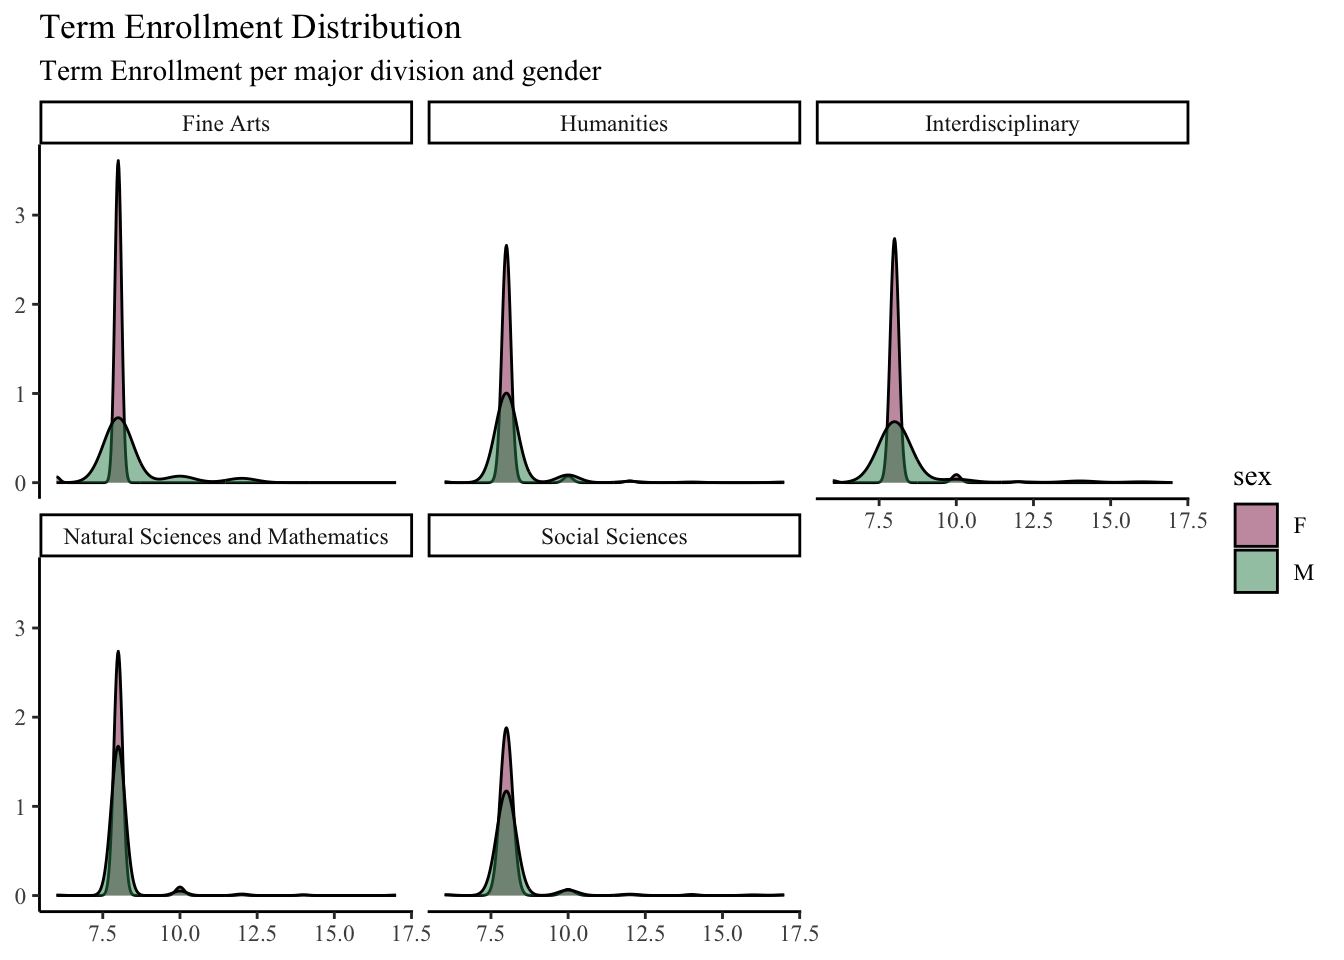 Term Enrollment Distribution
Term Enrollment per major division and gender
Fine Arts
Humanities
Interdisciplinary
3
2
1
0
7.5 10.0 12.5 15.0 17.5
sex
F
M
Natural Sciences and Mathematics
Social Sciences
3
2
1
0
7.5 10.0 12.5 15.0 17.5
7.5 10.0 12.5 15.0 17.5